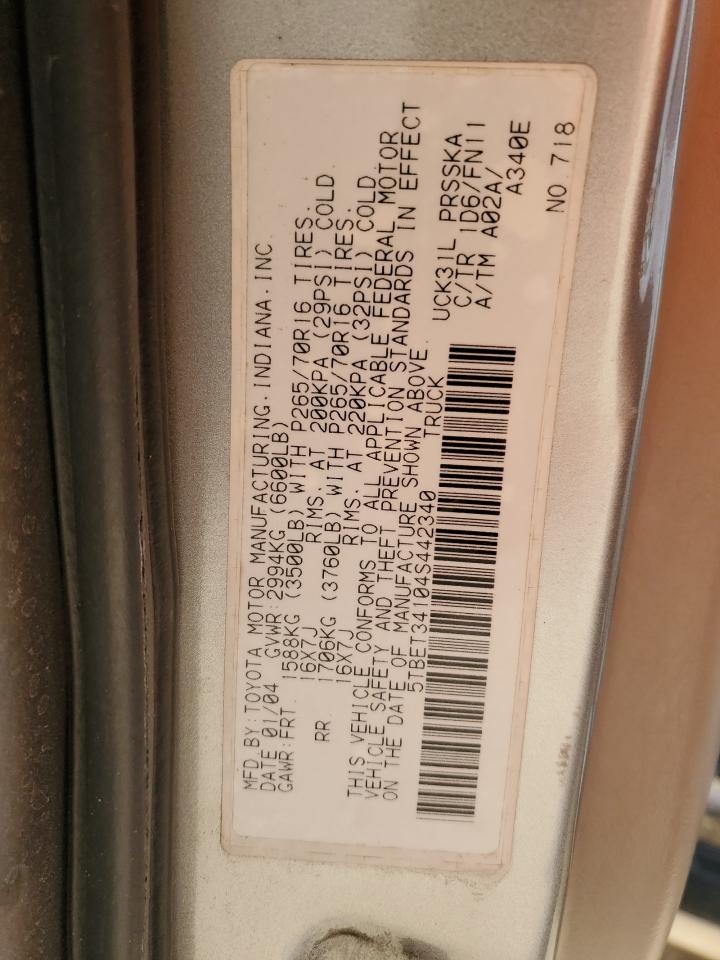 MFD.BY:TOYOTA MOTOR MANUFACTURING.INDIANA.INC.
DATE 01/04 GVWR:2994KG (6600LB)
GAWR:FRT. 1588KG (3500LB) WITH P265/70R16 TIRES.
16X7J RIMS. AT 200KPA (29PSI) COLD
RR. 1706KG (3760LB) WITH P265/70R16 TIRES.
16X7J RIMS. AT 220KPA (32PSI) COLD
THIS VEHICLE CONFORMS TO ALL APPLICABLE FEDERAL MOTOR
VEHICLE SAFETY AND THEFT PREVENTION STANDARDS IN EFFECT
ON THE DATE OF MANUFACTURE SHOWN ABOVE.
5TBET34104S442340 TRUCK
UCK31L PRSSKA
C/TR 1D6/FN11
A/TM A02A/
A340E
NO.718